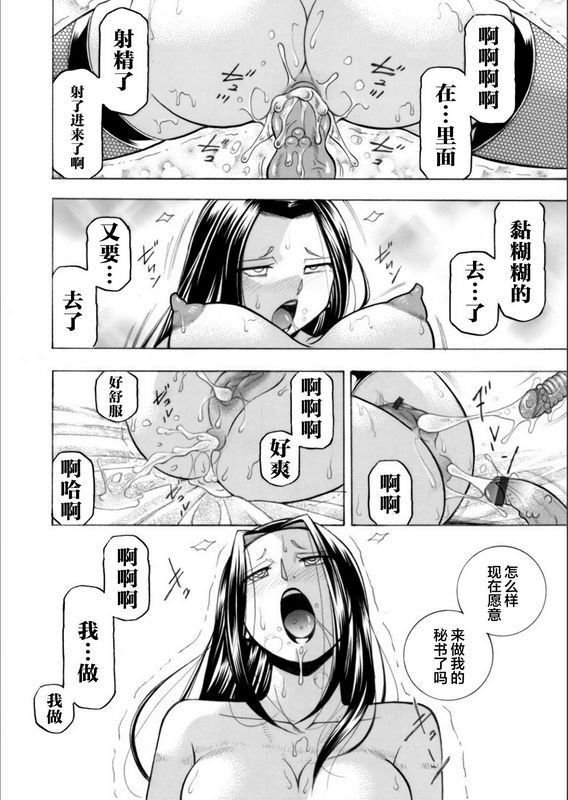 啊啊啊啊
在…里面
射精了
射了进来了啊
黏糊糊的
去…了
又要…
去了
啊啊
啊啊啊
好爽
好舒服
啊哈啊
怎么样
现在愿意
来做我的
秘书了吗
啊啊啊
我…做
我做